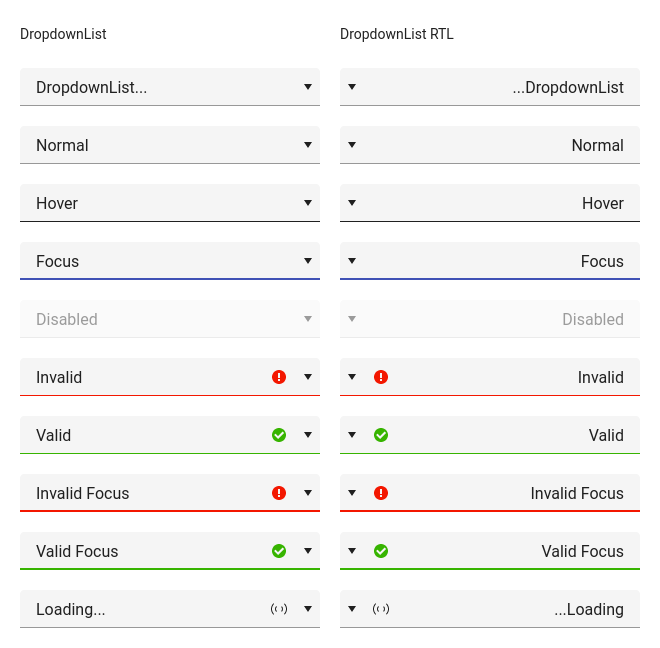 DropdownList
DropdownList...
Normal
Hover
Focus
Disabled
Invalid
Valid
Invalid Focus
Valid Focus
Loading...
DropdownList RTL
...DropdownList
Normal
Hover
Focus
Disabled
Invalid
Valid
Invalid Focus
Valid Focus
...Loading